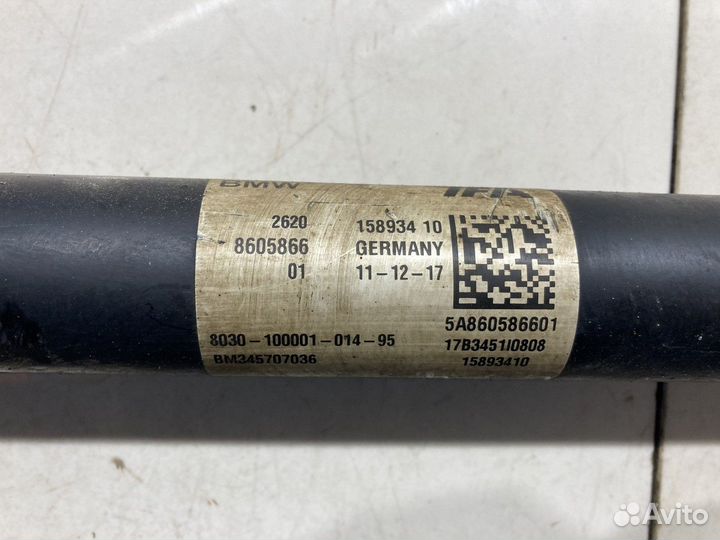 BMW
2620
8605866
01
158934 10
GERMANY
11-12-17
5A860586601
8030-100001-014-95
17B3451I0808
BM345707036
15893410
Avito